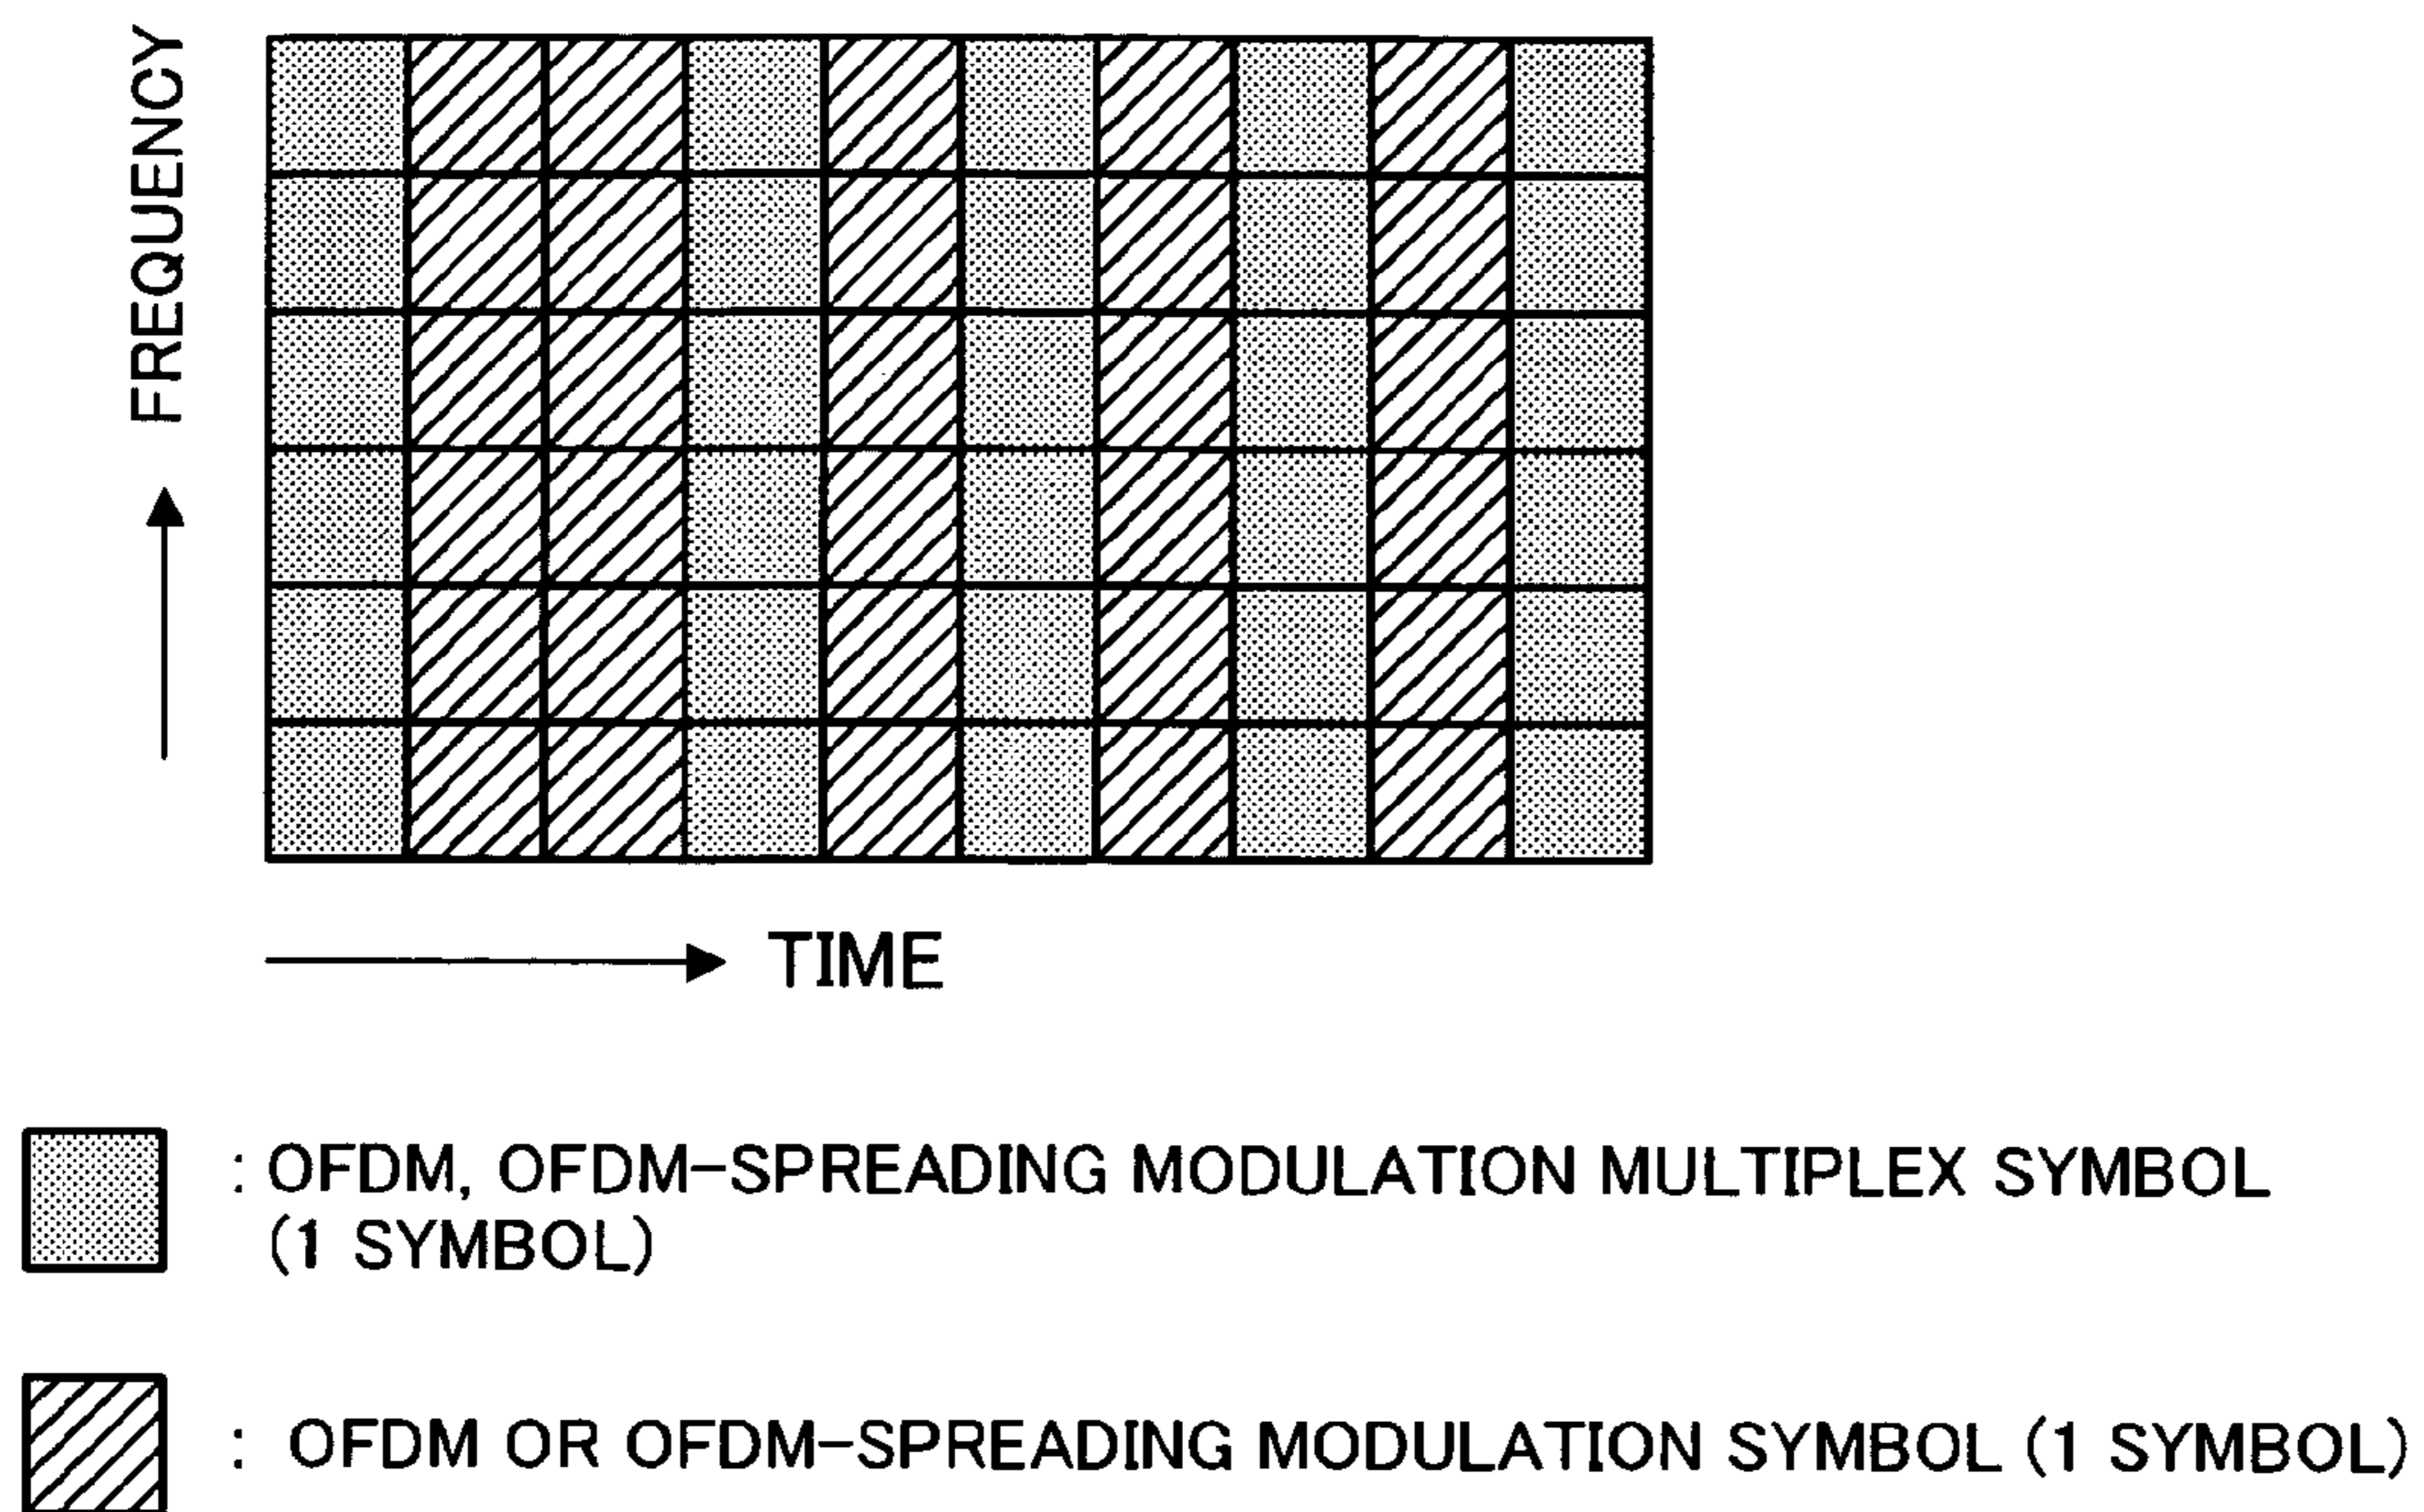 FREQUENCY
TIME
: OFDM, OFDM-SPREADING MODULATION MULTIPLEX SYMBOL
(1 SYMBOL)
: OFDM OR OFDM-SPREADING MODULATION SYMBOL (1 SYMBOL)